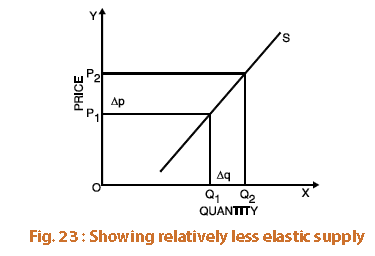 Y
S
P2
PRICE
Δp
P1
Δq
O
Q1 Q2
X
QUANTITY
Fig. 23 : Showing relatively less elastic supply